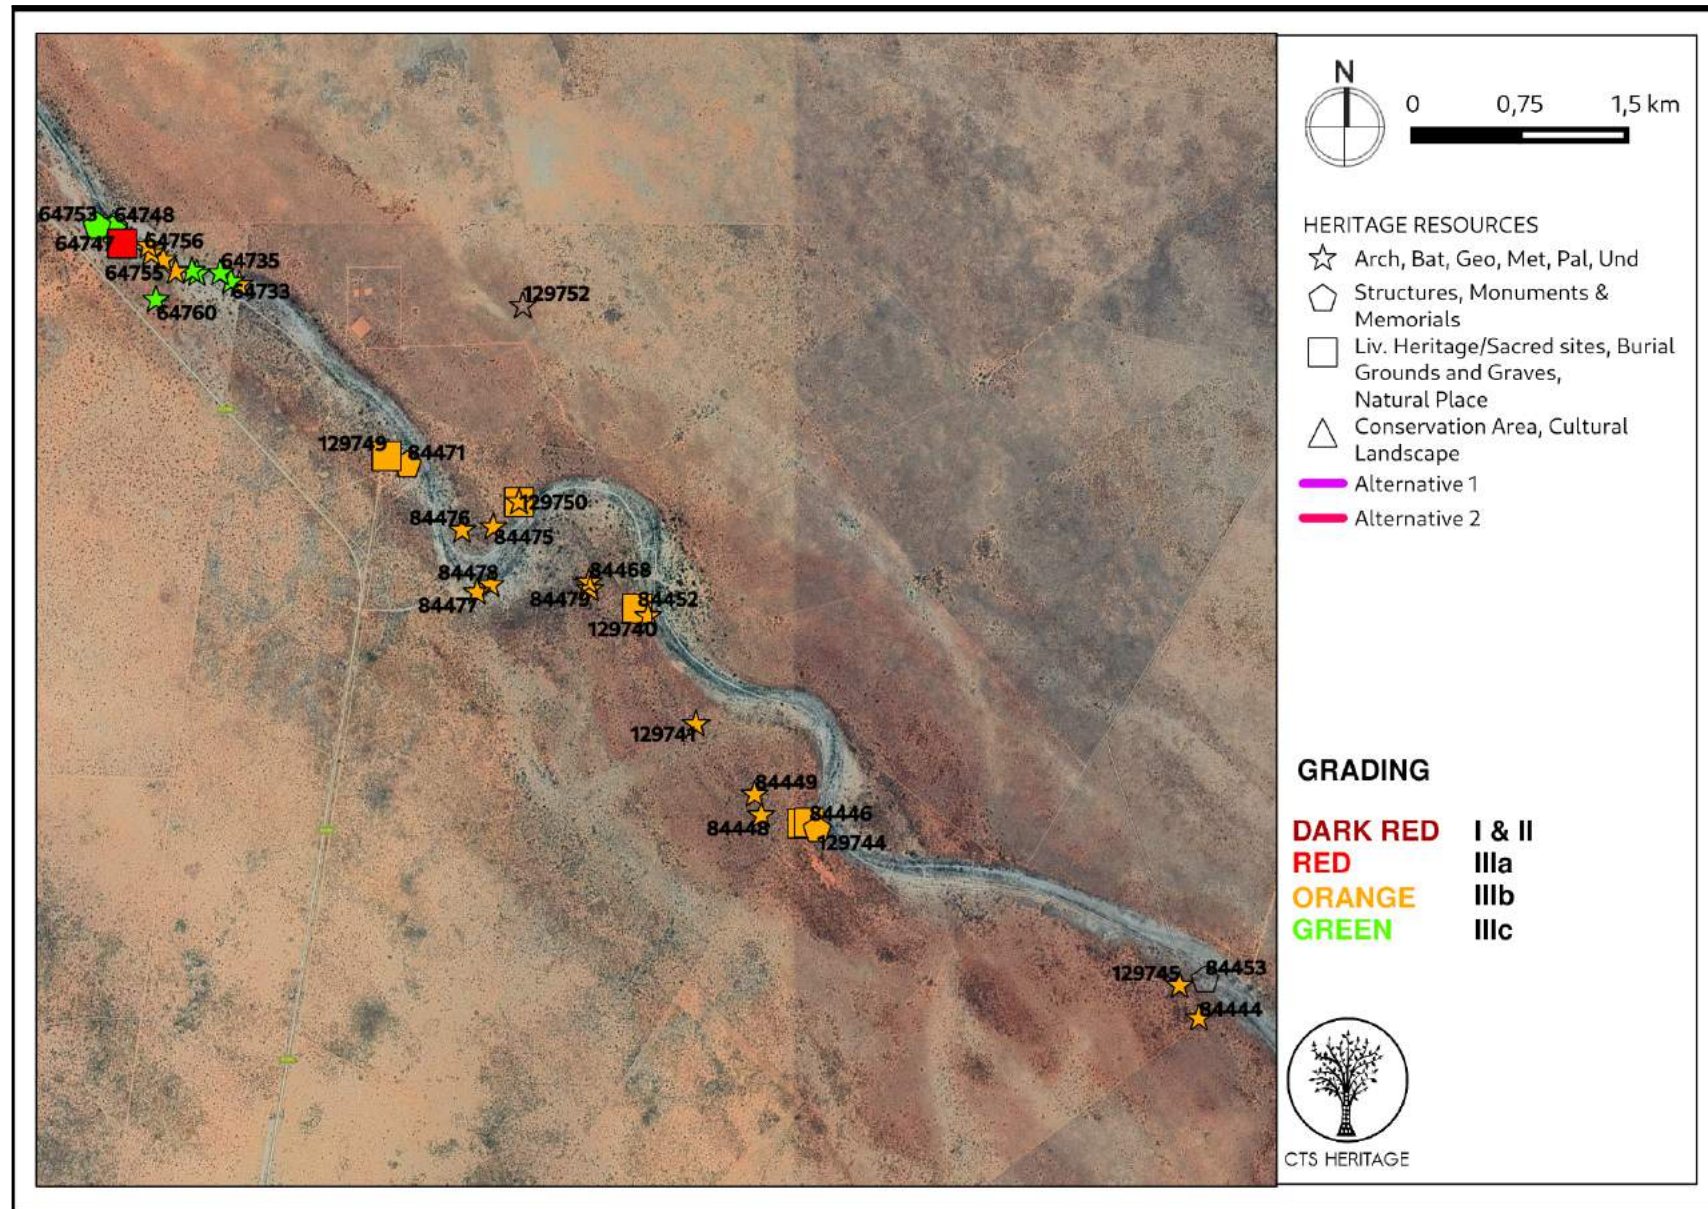 64753
64748
64747
64756
64755
64735
64733
64760
129752
129749
84471
129750
84476
84475
84478
84468
84477
84479
84452
129740
129741
84449
84448
84446
129744
129745
84453
84444
N
0 0,75 1,5 km
HERITAGE RESOURCES
Arch, Bat, Geo, Met, Pal, Und
Structures, Monuments &
Memorials
Liv. Heritage/Sacred sites, Burial
Grounds and Graves,
Natural Place
Conservation Area, Cultural
Landscape
Alternative 1
Alternative 2
GRADING
DARK RED I & II
RED IIIa
ORANGE IIIb
GREEN IIIc
CTS HERITAGE